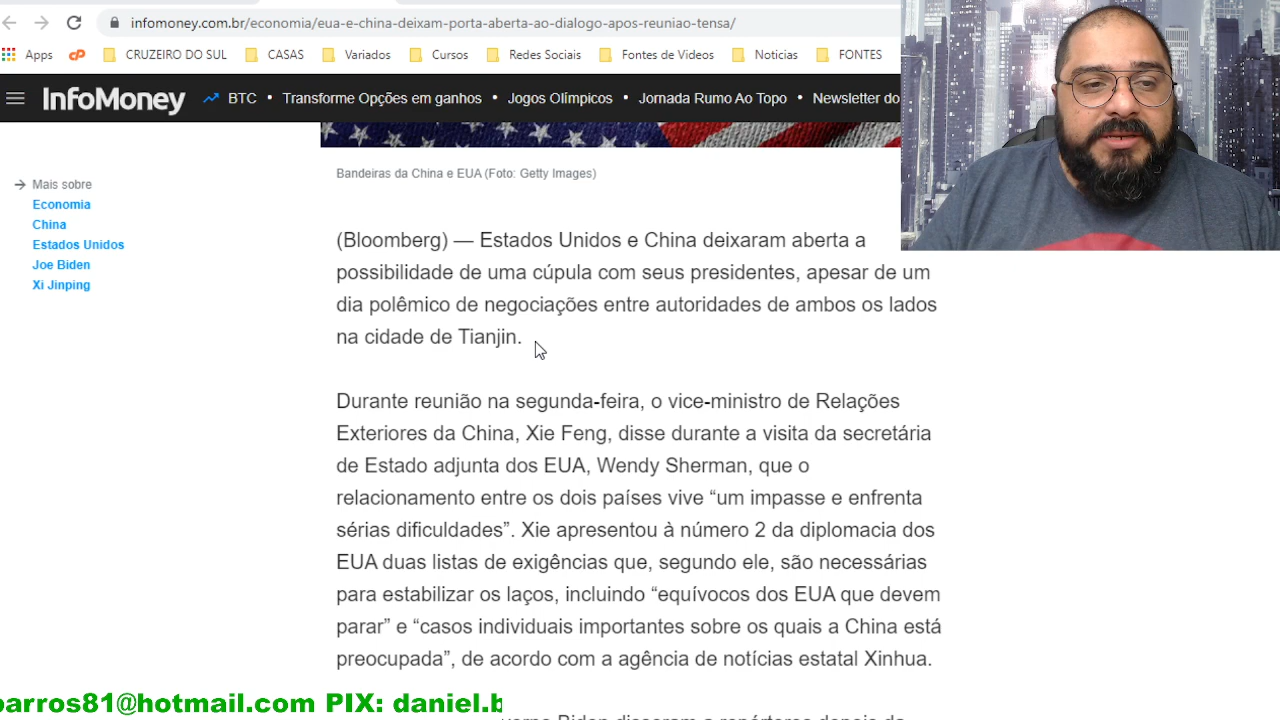 infomoney.com.br/economia/eua-e-china-deixam-porta-aberta-ao-dialogo-apos-reuniao-tensa/
Apps CRUZEIRO DO SUL CASAS Variados Cursos Redes Sociais Fontes de Videos Noticias FONTES
InfoMoney BTC • Transforme Opções em ganhos • Jogos Olímpicos • Jornada Rumo Ao Topo • Newsletter do
Bandeiras da China e EUA (Foto: Getty Images)
Mais sobre
Economia
China
Estados Unidos
Joe Biden
Xi Jinping
(Bloomberg) — Estados Unidos e China deixaram aberta a
possibilidade de uma cúpula com seus presidentes, apesar de um
dia polêmico de negociações entre autoridades de ambos os lados
na cidade de Tianjin.
Durante reunião na segunda-feira, o vice-ministro de Relações
Exteriores da China, Xie Feng, disse durante a visita da secretária
de Estado adjunta dos EUA, Wendy Sherman, que o
relacionamento entre os dois países vive “um impasse e enfrenta
sérias dificuldades”. Xie apresentou à número 2 da diplomacia dos
EUA duas listas de exigências que, segundo ele, são necessárias
para estabilizar os laços, incluindo “equívocos dos EUA que devem
parar” e “casos individuais importantes sobre os quais a China está
preocupada”, de acordo com a agência de notícias estatal Xinhua.
barros81@hotmail.com PIX: daniel.b
verno Biden disseram a repórteres depois da